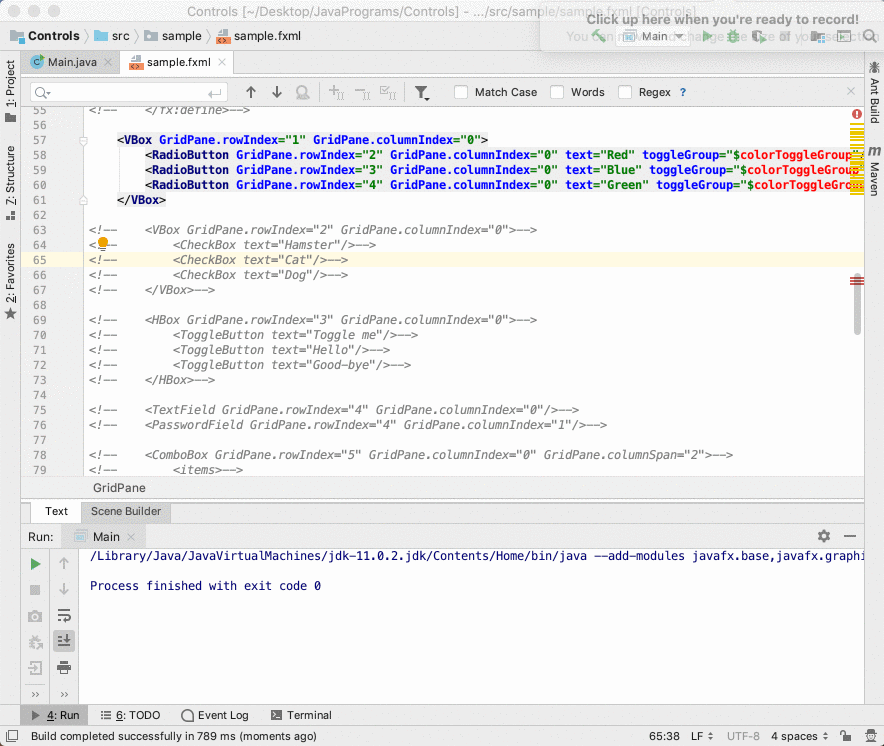 Controls [~/Desktop/JavaPrograms/Controls] - .../src/sample/sample.fxml [Controls]
Click up here when you're ready to record!
Controls src sample sample.fxml
Main
Main.java sample.fxml
Match Case Words Regex ?
1: Project
7: Structure
2: Favorites
Ant Build
m Maven
55 <!-- </fx:define>-->
56
57 <VBox GridPane.rowIndex="1" GridPane.columnIndex="0">
58 <RadioButton GridPane.rowIndex="2" GridPane.columnIndex="0" text="Red" toggleGroup="$colorToggleGroup"
59 <RadioButton GridPane.rowIndex="3" GridPane.columnIndex="0" text="Blue" toggleGroup="$colorToggleGroup
60 <RadioButton GridPane.rowIndex="4" GridPane.columnIndex="0" text="Green" toggleGroup="$colorToggleGro
61 </VBox>
62
63 <!-- <VBox GridPane.rowIndex="2" GridPane.columnIndex="0">-->
64 <!-- <CheckBox text="Hamster"/>-->
65 <!-- <CheckBox text="Cat"/>-->
66 <!-- <CheckBox text="Dog"/>-->
67 <!-- </VBox>-->
68
69 <!-- <HBox GridPane.rowIndex="3" GridPane.columnIndex="0">-->
70 <!-- <ToggleButton text="Toggle me"/>-->
71 <!-- <ToggleButton text="Hello"/>-->
72 <!-- <ToggleButton text="Good-bye"/>-->
73 <!-- </HBox>-->
74
75 <!-- <TextField GridPane.rowIndex="4" GridPane.columnIndex="0"/>-->
76 <!-- <PasswordField GridPane.rowIndex="4" GridPane.columnIndex="1"/>-->
77
78 <!-- <ComboBox GridPane.rowIndex="5" GridPane.columnIndex="0" GridPane.columnSpan="2">-->
79 <!-- <items>-->
GridPane
Text Scene Builder
Run: Main
/Library/Java/JavaVirtualMachines/jdk-11.0.2.jdk/Contents/Home/bin/java --add-modules javafx.base,javafx.graphi
Process finished with exit code 0
4: Run 6: TODO Event Log Terminal
Build completed successfully in 789 ms (moments ago) 65:38 LF UTF-8 4 spaces